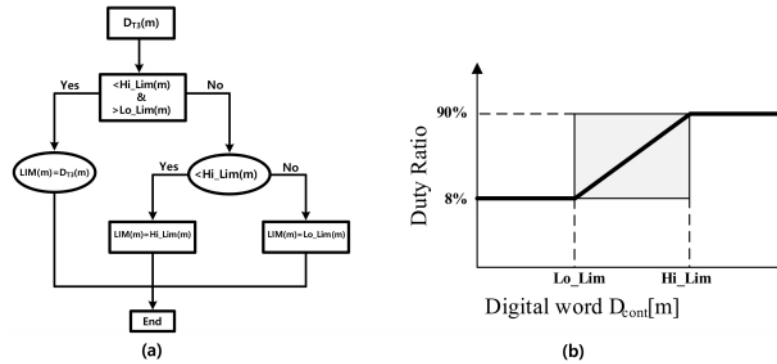 D_T3(m)
Yes
<Hi_Lim(m)
&
>Lo_Lim(m)
No
LIM(m)=D_T3(m)
Yes
<Hi_Lim(m)
No
LIM(m)=Hi_Lim(m)
LIM(m)=Lo_Lim(m)
End
(a)
90%
8%
Duty Ratio
Lo_Lim
Hi_Lim
Digital word D_cont[m]
(b)